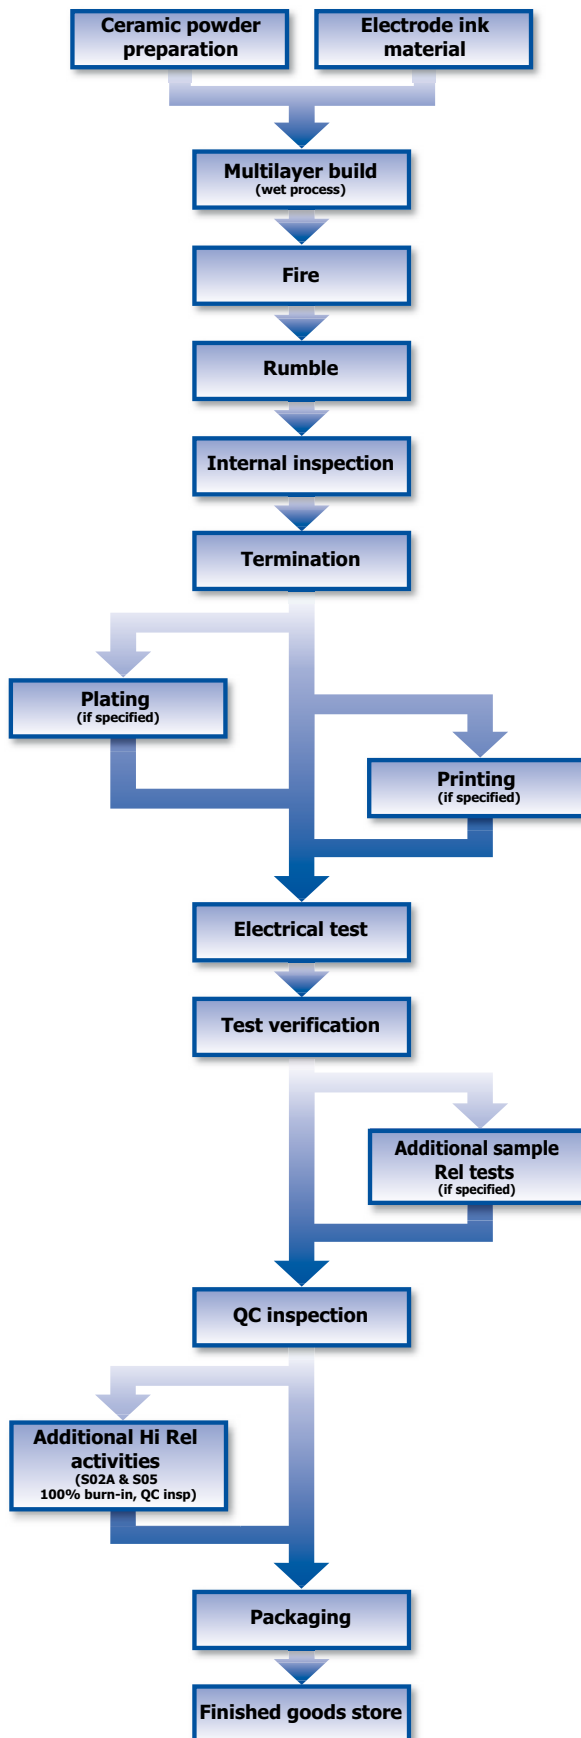 Ceramic powder
preparation
Electrode ink
material
Multilayer build
(wet process)
Fire
Rumble
Internal inspection
Termination
Plating
(if specified)
Printing
(if specified)
Electrical test
Test verification
Additional sample
Rel tests
(if specified)
QC inspection
Additional Hi Rel
activities
(S02A & S05
100% burn-in, QC insp)
Packaging
Finished goods store